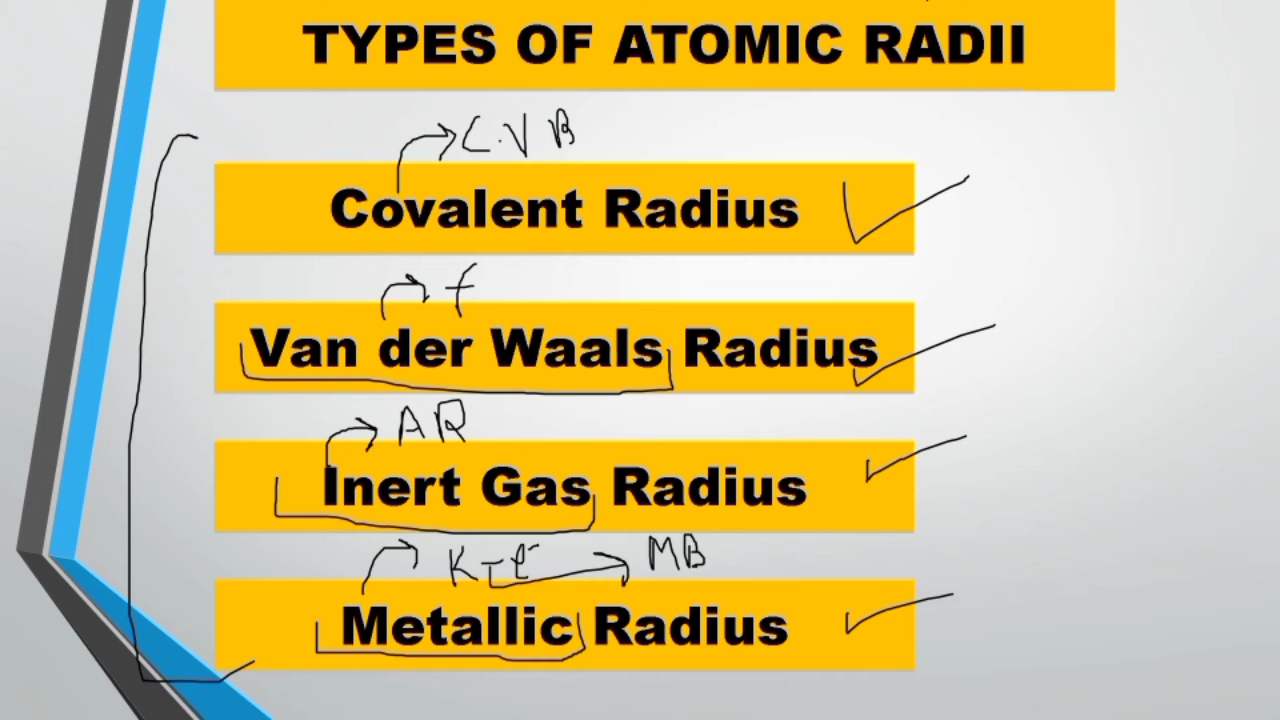 TYPES OF ATOMIC RADII
C.V B
Covalent Radius
f
Van der Waals Radius
AR
Inert Gas Radius
MB
Metallic Radius